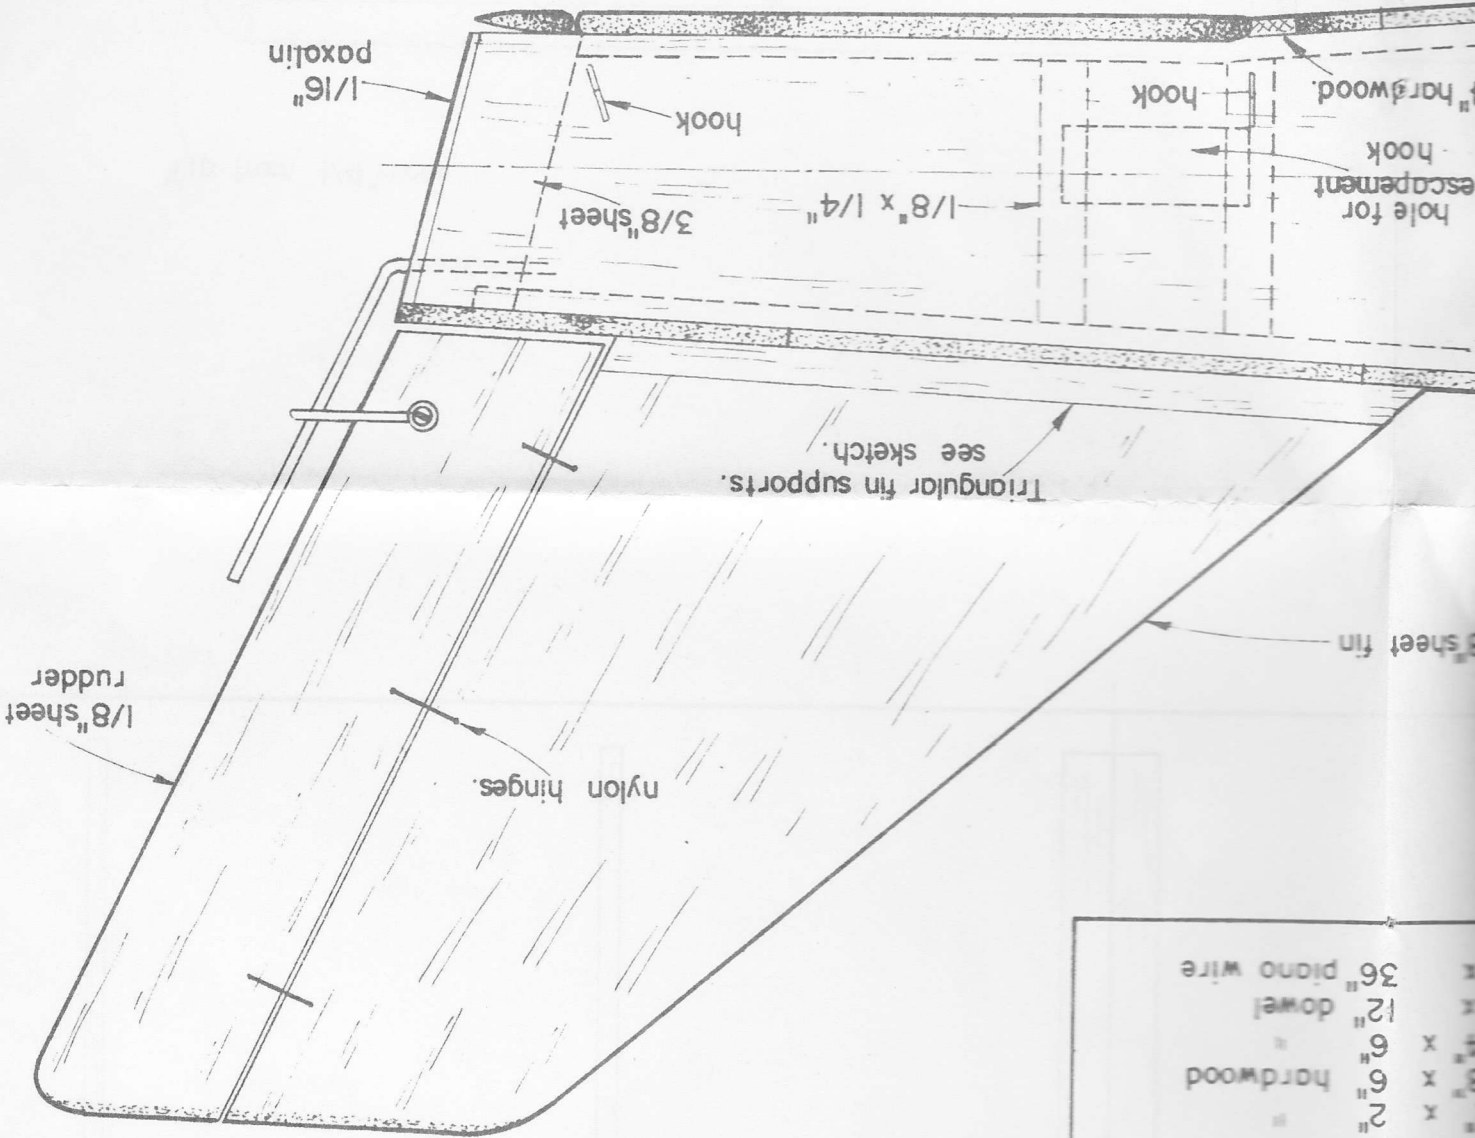 x 2" "
x 6" hardwood
x 6" "
x 12" dowel
x 36" piano wire
nylon hinges.
1/8" sheet
rudder
" sheet fin
Triangular fin supports.
see sketch.
hole for
escapement
hook
1/8" x 1/4"
3/8" sheet
hook
hook
" hardwood.
1/16"
paxolin